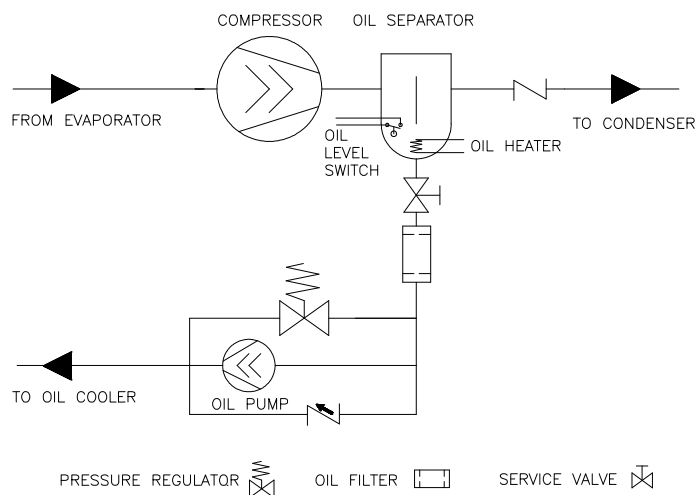 COMPRESSOR
OIL SEPARATOR
FROM EVAPORATOR
TO CONDENSER
OIL
LEVEL
SWITCH
OIL HEATER
TO OIL COOLER
OIL PUMP
PRESSURE REGULATOR
OIL FILTER
SERVICE VALVE